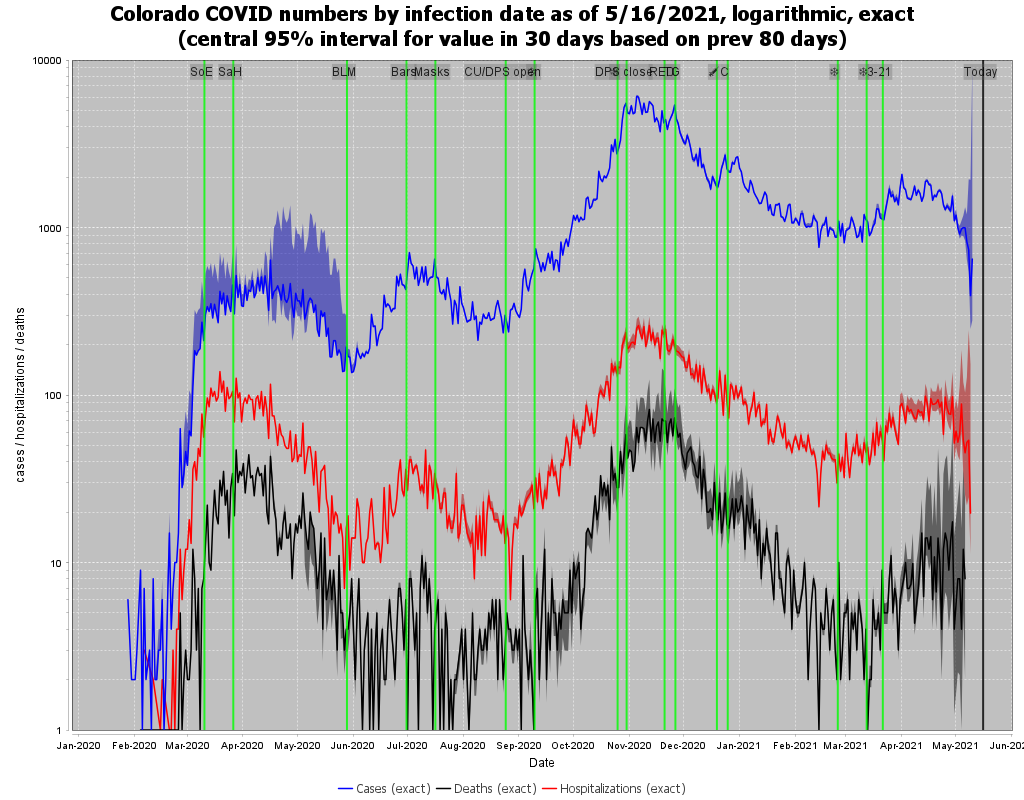 Colorado COVID numbers by infection date as of 5/16/2021, logarithmic, exact
(central 95% interval for value in 30 days based on prev 80 days)
10000
1000
100
10
1
cases / hospitalizations / deaths
SoE SaH BLM Bars Masks CU/DPS open DPS close RED C 3-21 Today
Jan-2020 Feb-2020 Mar-2020 Apr-2020 May-2020 Jun-2020 Jul-2020 Aug-2020 Sep-2020 Oct-2020 Nov-2020 Dec-2020 Jan-2021 Feb-2021 Mar-2021 Apr-2021 May-2021 Jun-202
Date
Cases (exact) Deaths (exact) Hospitalizations (exact)